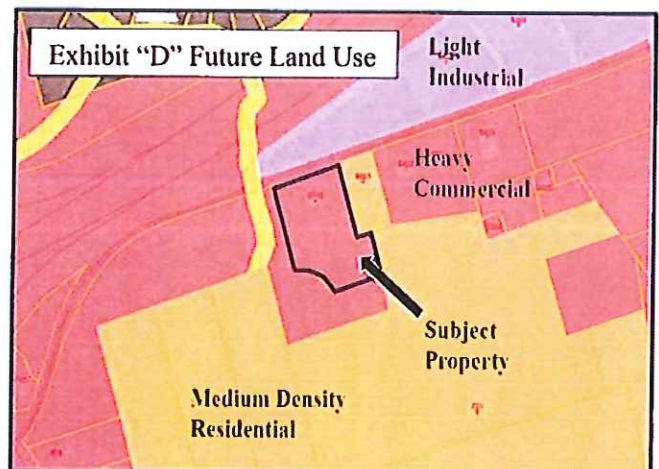 Exhibit “D” Future Land Use
Light
Industrial
Heavy
Commercial
Subject
Property
Medium Density
Residential